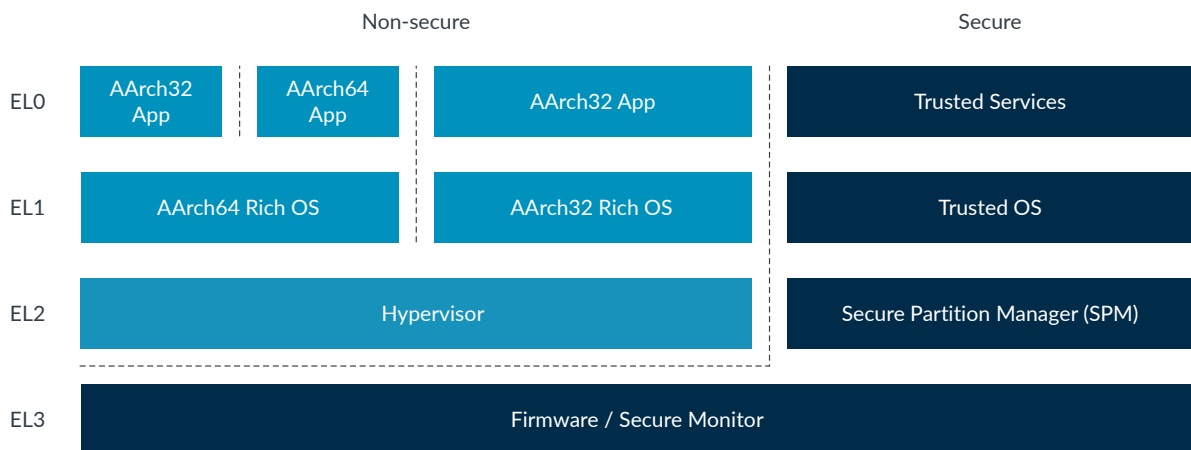 Non-secure
Secure
EL0
AArch32
App
AArch64
App
AArch32 App
Trusted Services
EL1
AArch64 Rich OS
AArch32 Rich OS
Trusted OS
EL2
Hypervisor
Secure Partition Manager (SPM)
EL3
Firmware / Secure Monitor